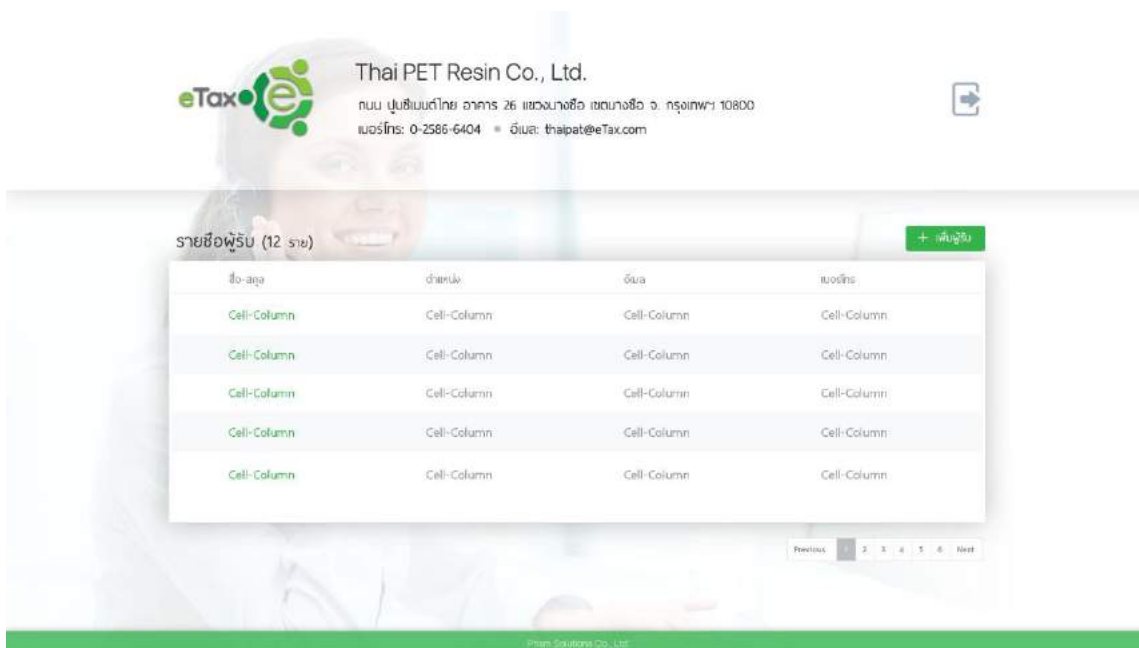 eTax
Thai PET Resin Co., Ltd.
ถนน ปูนซิเมนต์ไทย อาคาร 26 แขวงบางซื่อ เขตบางซื่อ จ. กรุงเทพฯ 10800
เบอร์โทร: 0-2586-6404 อีเมล: thaipat@eTax.com
รายชื่อผู้รับ (12 ราย)
+ เพิ่มผู้รับ
ชื่อ-สกุล ตำแหน่ง อีเมล เบอร์โทร
Cell-Column Cell-Column Cell-Column Cell-Column
Cell-Column Cell-Column Cell-Column Cell-Column
Cell-Column Cell-Column Cell-Column Cell-Column
Cell-Column Cell-Column Cell-Column Cell-Column
Cell-Column Cell-Column Cell-Column Cell-Column
Previous 1 2 3 4 5 6 Next
Prism Solutions Co., Ltd